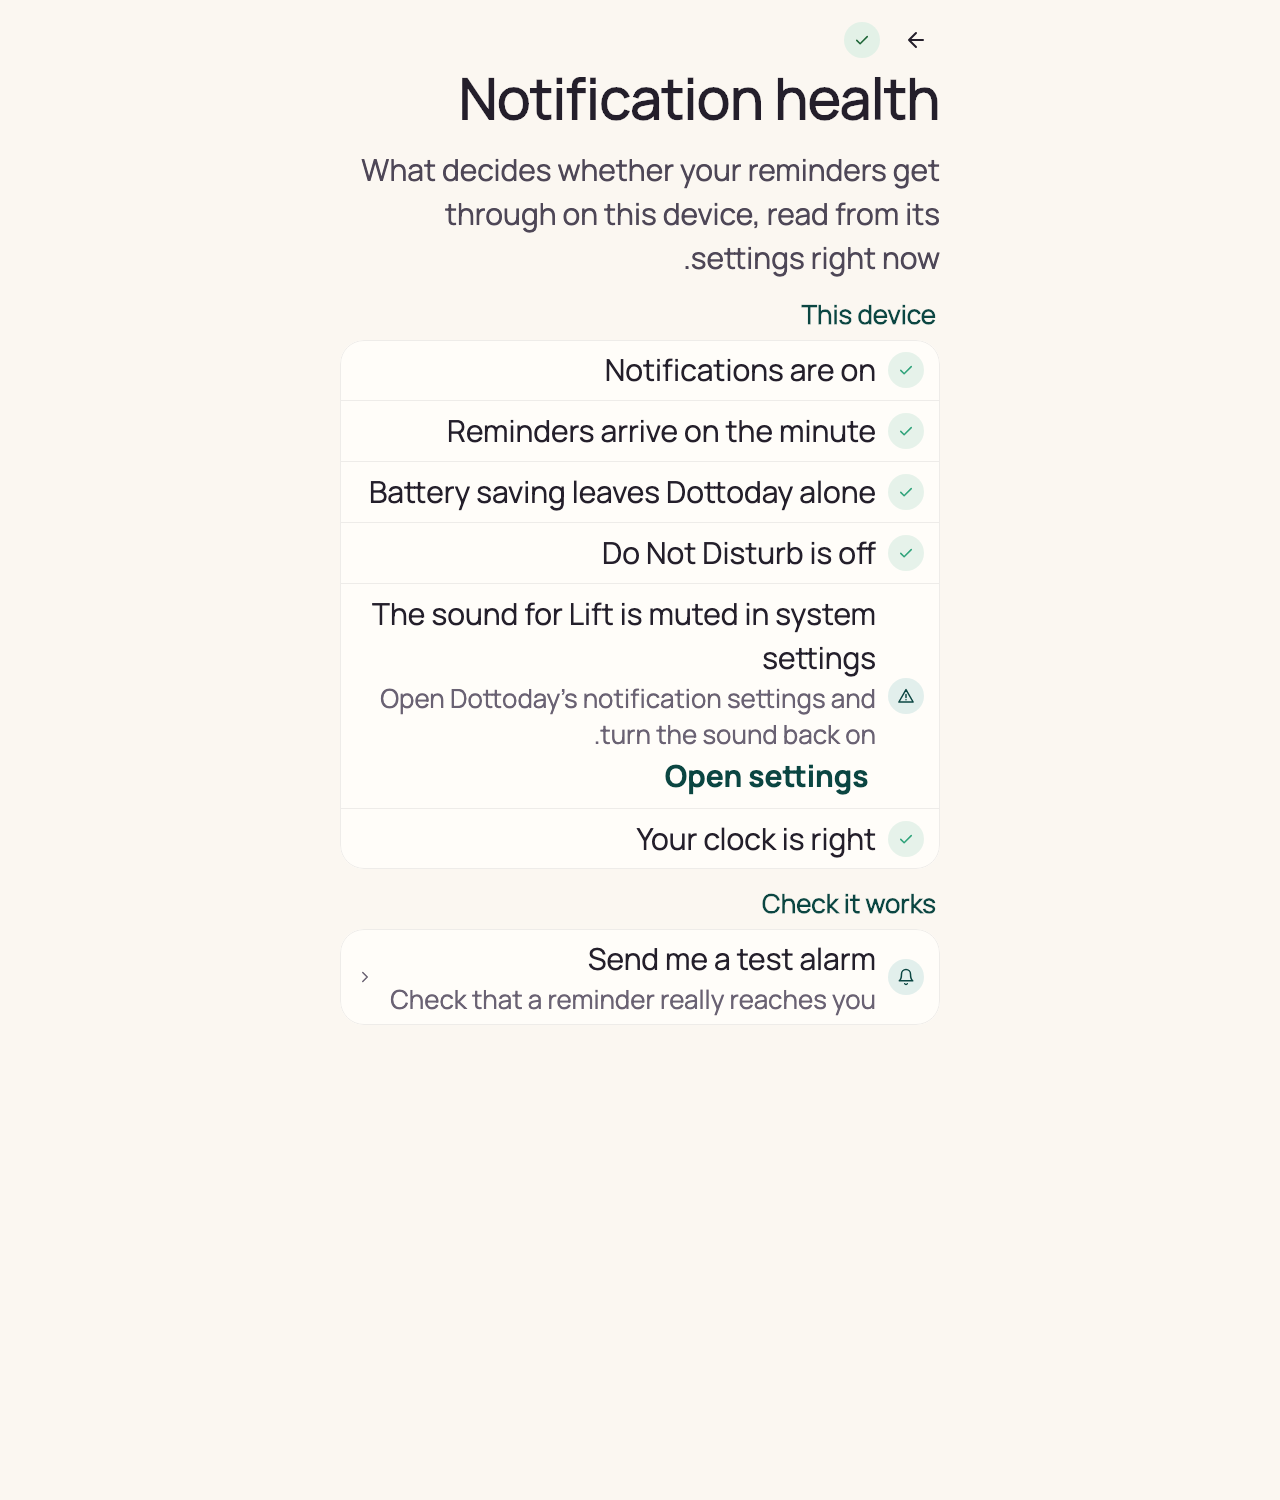 Notification health
What decides whether your reminders get
through on this device, read from its
.settings right now
This device
Notifications are on
Reminders arrive on the minute
Battery saving leaves Dottoday alone
Do Not Disturb is off
The sound for Lift is muted in system
settings
Open Dottoday’s notification settings and
.turn the sound back on
Open settings
Your clock is right
Check it works
Send me a test alarm
Check that a reminder really reaches you